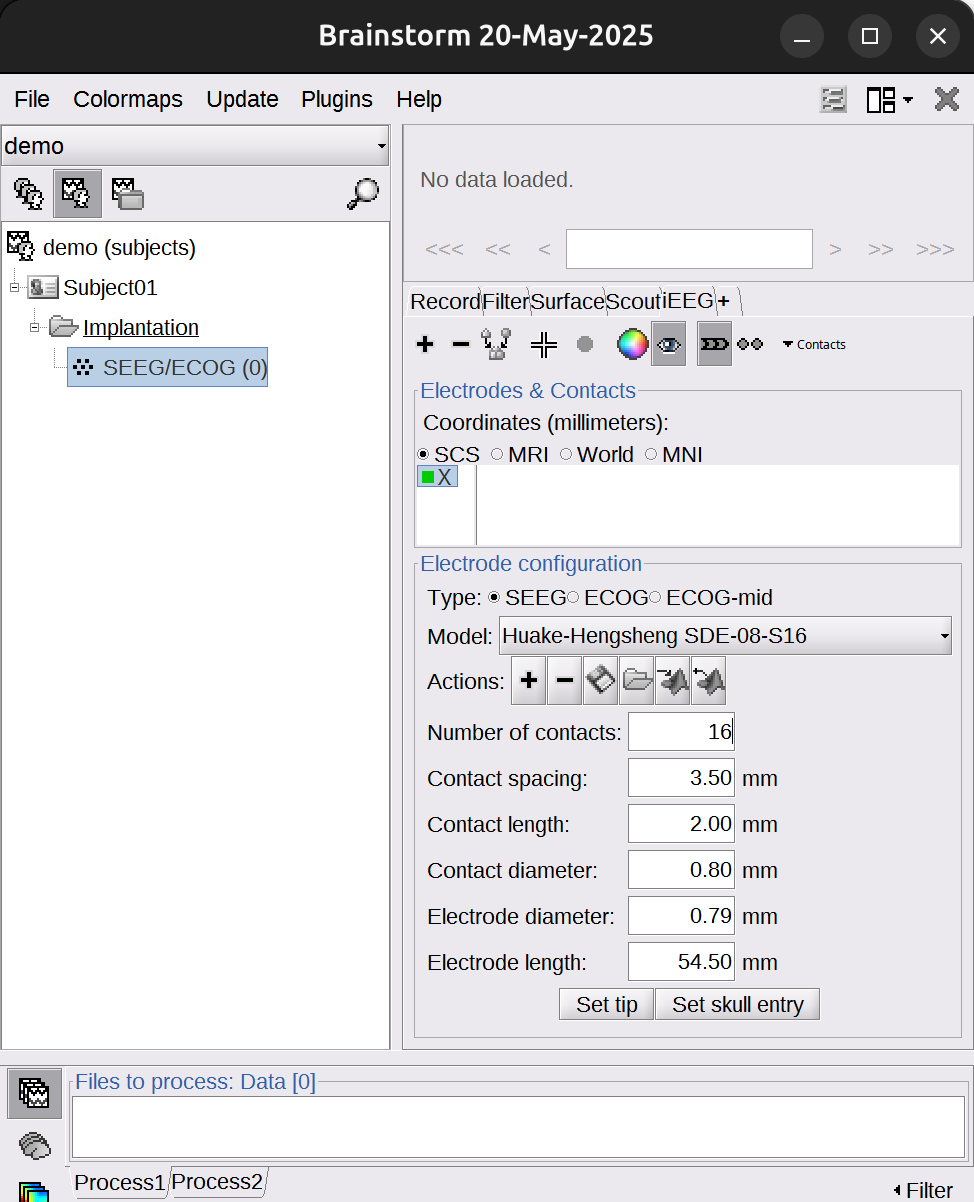 Brainstorm 20-May-2025
File Colormaps Update Plugins Help
demo
No data loaded.
<<< << < > >> >>>
demo (subjects)
Subject01
Implantation
SEEG/ECOG (0)
Record Filter Surface Scout iEEG +
Contacts
Electrodes & Contacts
Coordinates (millimeters):
SCS MRI World MNI
X
Electrode configuration
Type: SEEG ECOG ECOG-mid
Model: Huake-Hengsheng SDE-08-S16
Actions:
Number of contacts: 16
Contact spacing: 3.50 mm
Contact length: 2.00 mm
Contact diameter: 0.80 mm
Electrode diameter: 0.79 mm
Electrode length: 54.50 mm
Set tip Set skull entry
Files to process: Data [0]
Process1 Process2
Filter